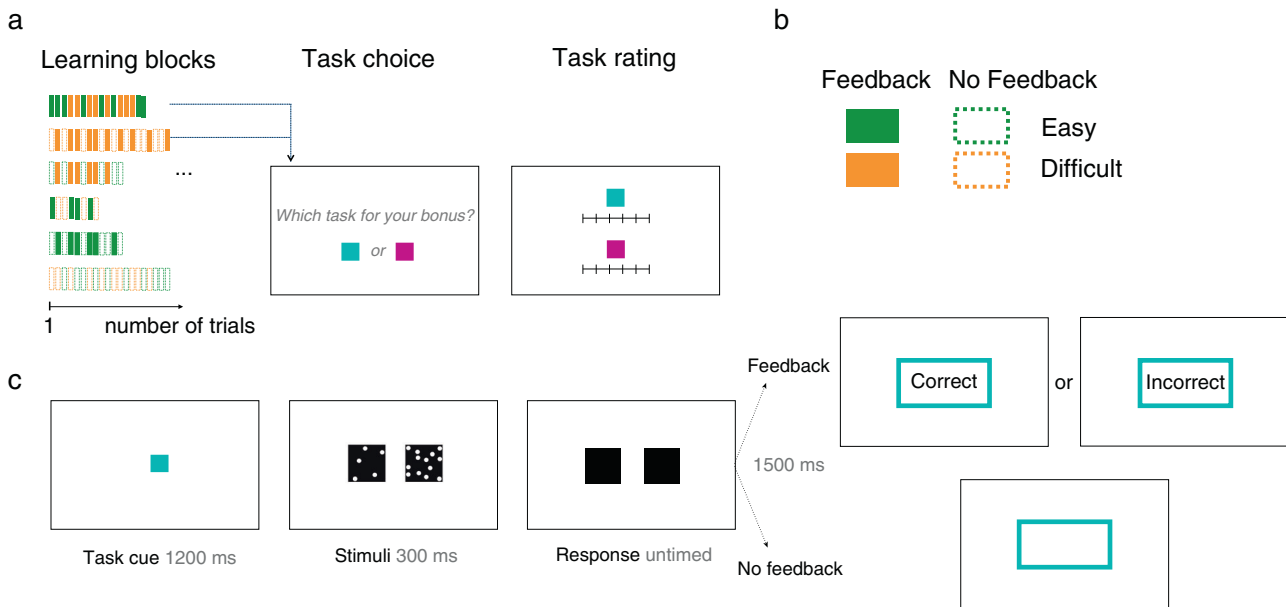 a
Learning blocks
Task choice
Task rating
...
Which task for your bonus?
or
1
number of trials
b
Feedback
No Feedback
Easy
Difficult
c
Task cue 1200 ms
Stimuli 300 ms
Response untimed
Feedback
1500 ms
No feedback
Correct
or
Incorrect